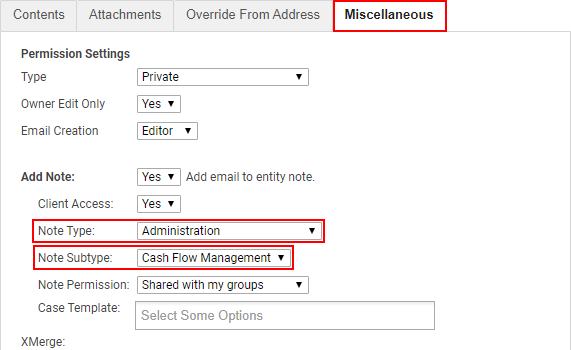 Contents Attachments Override From Address Miscellaneous
Permission Settings
Type Private
Owner Edit Only Yes
Email Creation Editor
Add Note: Yes Add email to entity note.
Client Access: Yes
Note Type: Administration
Note Subtype: Cash Flow Management
Note Permission: Shared with my groups
Case Template: Select Some Options
XMerge: